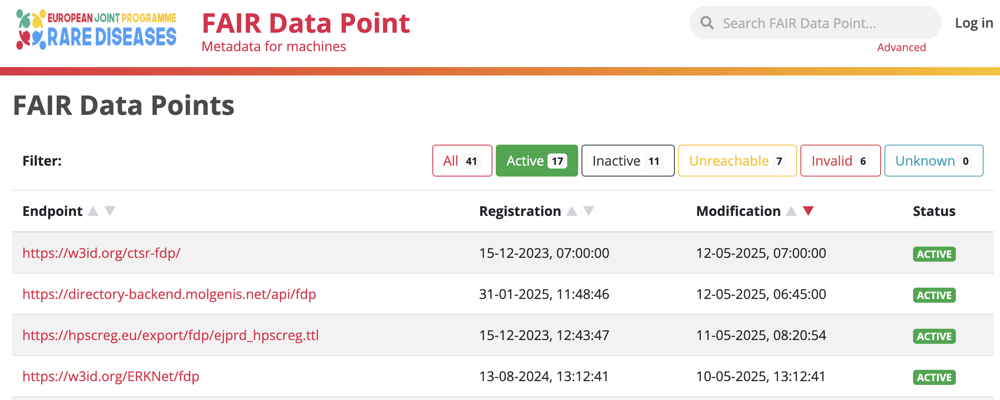 EUROPEAN JOINT PROGRAMME
RARE DISEASES
FAIR Data Point
Metadata for machines
Search FAIR Data Point...
Log in
Advanced
FAIR Data Points
Filter: All 41 Active 17 Inactive 11 Unreachable 7 Invalid 6 Unknown 0
Endpoint Registration Modification Status
https://w3id.org/ctsr-fdp/ 15-12-2023, 07:00:00 12-05-2025, 07:00:00 ACTIVE
https://directory-backend.molgenis.net/api/fdp 31-01-2025, 11:48:46 12-05-2025, 06:45:00 ACTIVE
https://hpscreg.eu/export/fdp/ejprd_hpscreg.ttl 15-12-2023, 12:43:47 11-05-2025, 08:20:54 ACTIVE
https://w3id.org/ERKNet/fdp 13-08-2024, 13:12:41 10-05-2025, 13:12:41 ACTIVE